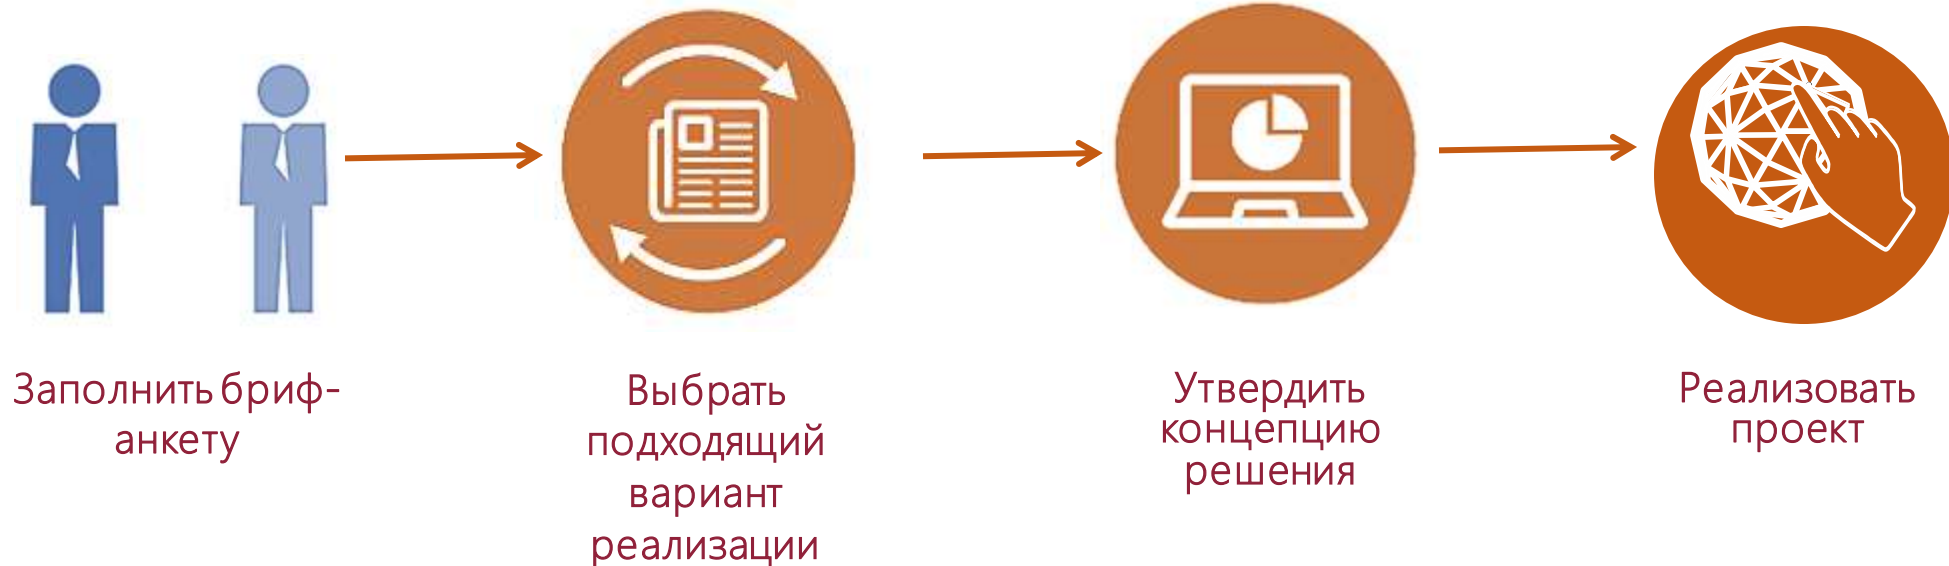 Заполнить бриф-
анкету
Выбрать
подходящий
вариант
реализации
Утвердить
концепцию
решения
Реализовать
проект